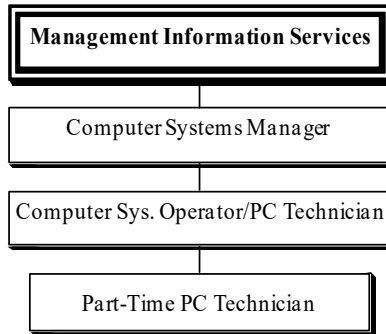 Management Information Services
Computer Systems Manager
Computer Sys. Operator/PC Technician
Part-Time PC Technician